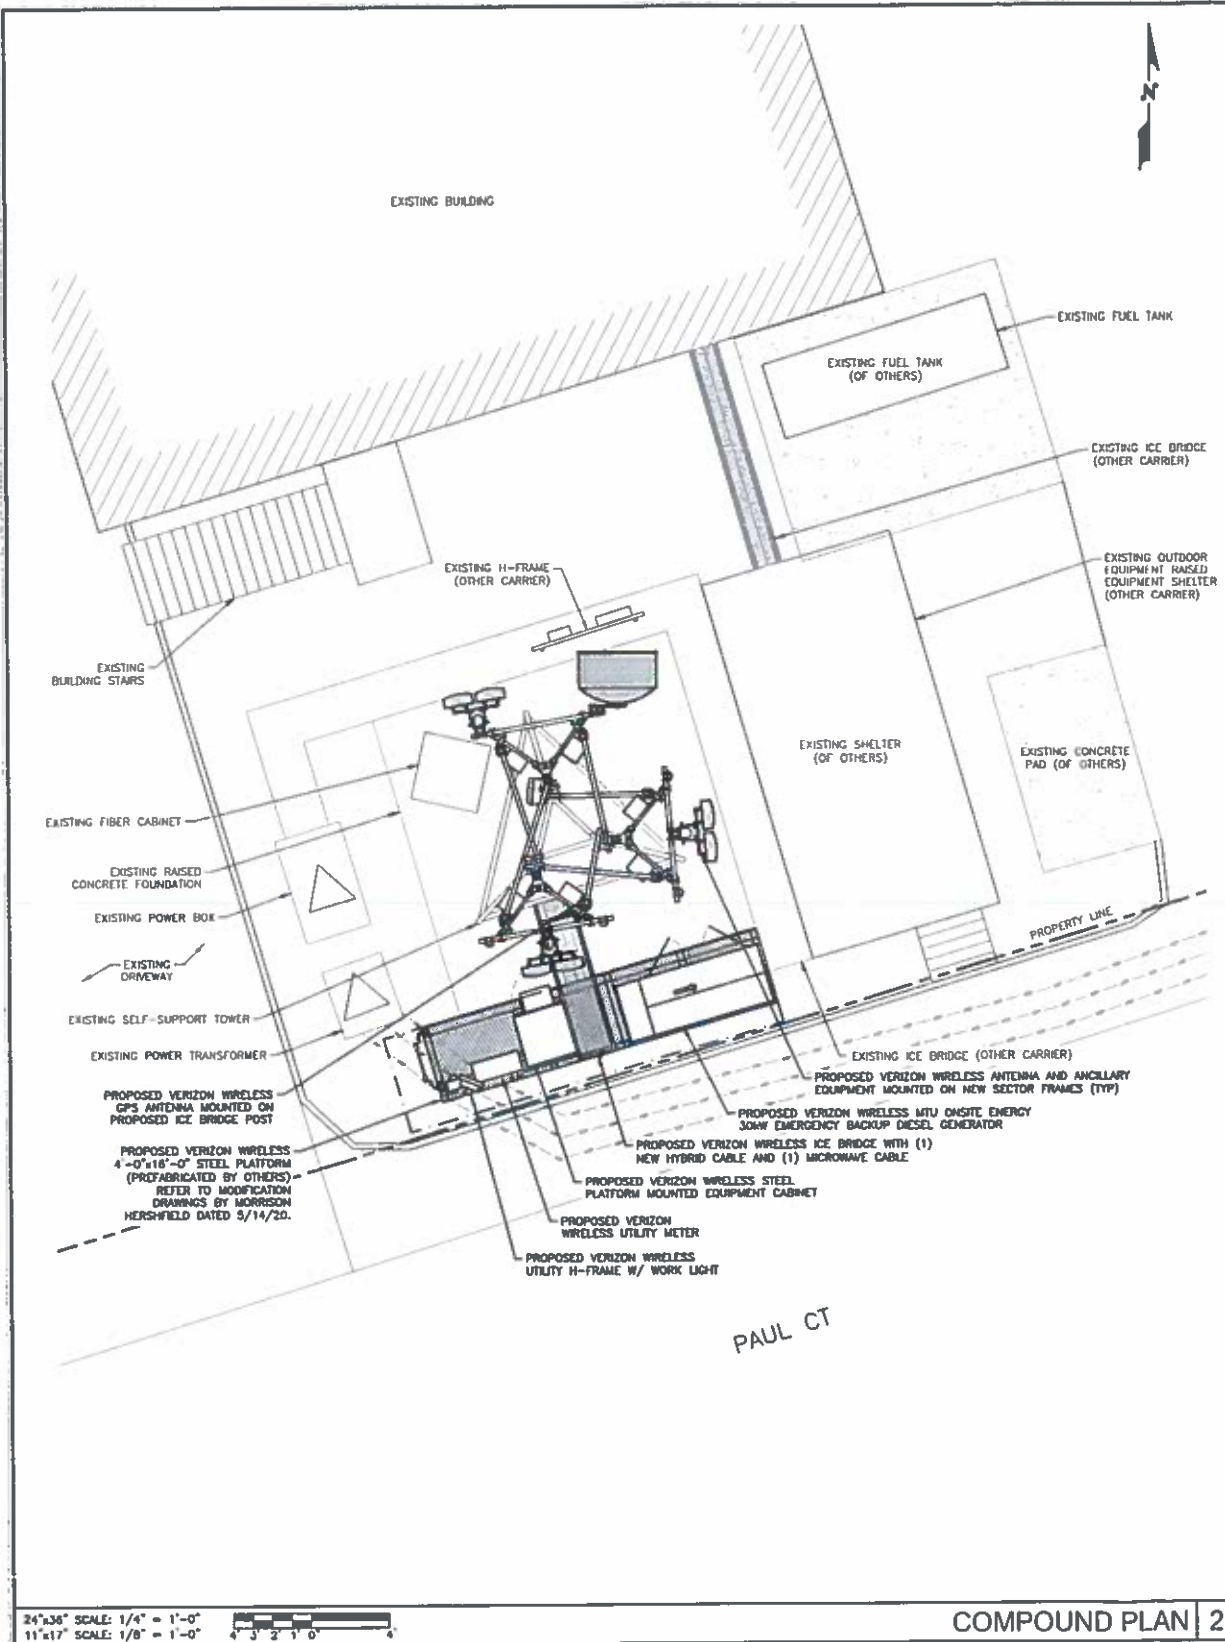 N
EXISTING BUILDING
EXISTING FUEL TANK
EXISTING FUEL TANK
(OF OTHERS)
EXISTING ICE BRIDGE
(OTHER CARRIER)
EXISTING H-FRAME
(OTHER CARRIER)
EXISTING OUTDOOR
EQUIPMENT RAISED
EQUIPMENT SHELTER
(OTHER CARRIER)
EXISTING
BUILDING STAIRS
EXISTING SHELTER
(OF OTHERS)
EXISTING CONCRETE
PAD (OF OTHERS)
EXISTING FIBER CABINET
EXISTING RAISED
CONCRETE FOUNDATION
EXISTING POWER BOX
PROPERTY LINE
EXISTING
DRIVEWAY
EXISTING SELF-SUPPORT TOWER
EXISTING POWER TRANSFORMER
EXISTING ICE BRIDGE (OTHER CARRIER)
PROPOSED VERIZON WIRELESS ANTENNA AND ANCILLARY
EQUIPMENT MOUNTED ON NEW SECTOR FRAMES (TYP)
PROPOSED VERIZON WIRELESS
GPS ANTENNA MOUNTED ON
PROPOSED ICE BRIDGE POST
PROPOSED VERIZON WIRELESS MTU ONSITE ENERGY
30kW EMERGENCY BACKUP DIESEL GENERATOR
PROPOSED VERIZON WIRELESS ICE BRIDGE WITH (1)
NEW HYBRID CABLE AND (1) MICROWAVE CABLE
PROPOSED VERIZON WIRELESS
4'-0"x16'-0" STEEL PLATFORM
(PREFABRICATED BY OTHERS)
REFER TO MODIFICATION
DRAWINGS BY MORRISON
HERSHFIELD DATED 5/14/20.
PROPOSED VERIZON WIRELESS STEEL
PLATFORM MOUNTED EQUIPMENT CABINET
PROPOSED VERIZON
WIRELESS UTILITY METER
PROPOSED VERIZON WIRELESS
UTILITY H-FRAME W/ WORK LIGHT
PAUL CT
24"x36" SCALE: 1/4" = 1'-0"
11"x17" SCALE: 1/8" = 1'-0"
4' 3' 2' 1' 0" 4'
COMPOUND PLAN 2